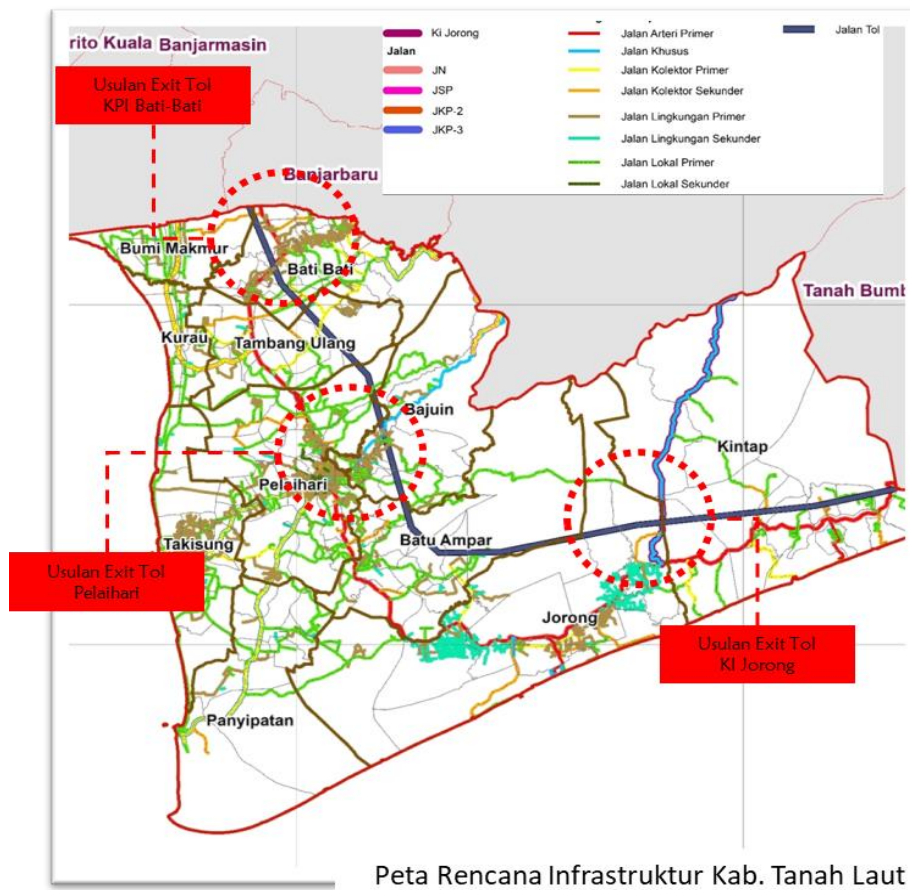 rito Kuala Banjarmasin
Usulan Exit Tol
KPI Bati-Bati
Ki Jorong
Jalan
JN
JSP
JKP-2
JKP-3
Jalan Arteri Primer
Jalan Khusus
Jalan Kolektor Primer
Jalan Kolektor Sekunder
Jalan Lingkungan Primer
Jalan Lingkungan Sekunder
Jalan Lokal Primer
Jalan Lokal Sekunder
Jalan Tol
Banjarbaru
Bumi Makmur
Bati Bati
Tanah Bumb
Kurau
Tambang Ulang
Bajuin
Kintap
Pelaihari
Takisung
Batu Ampar
Usulan Exit Tol
Pelaihari
Jorong
Usulan Exit Tol
KI Jorong
Panyipatan
Peta Rencana Infrastruktur Kab. Tanah Laut